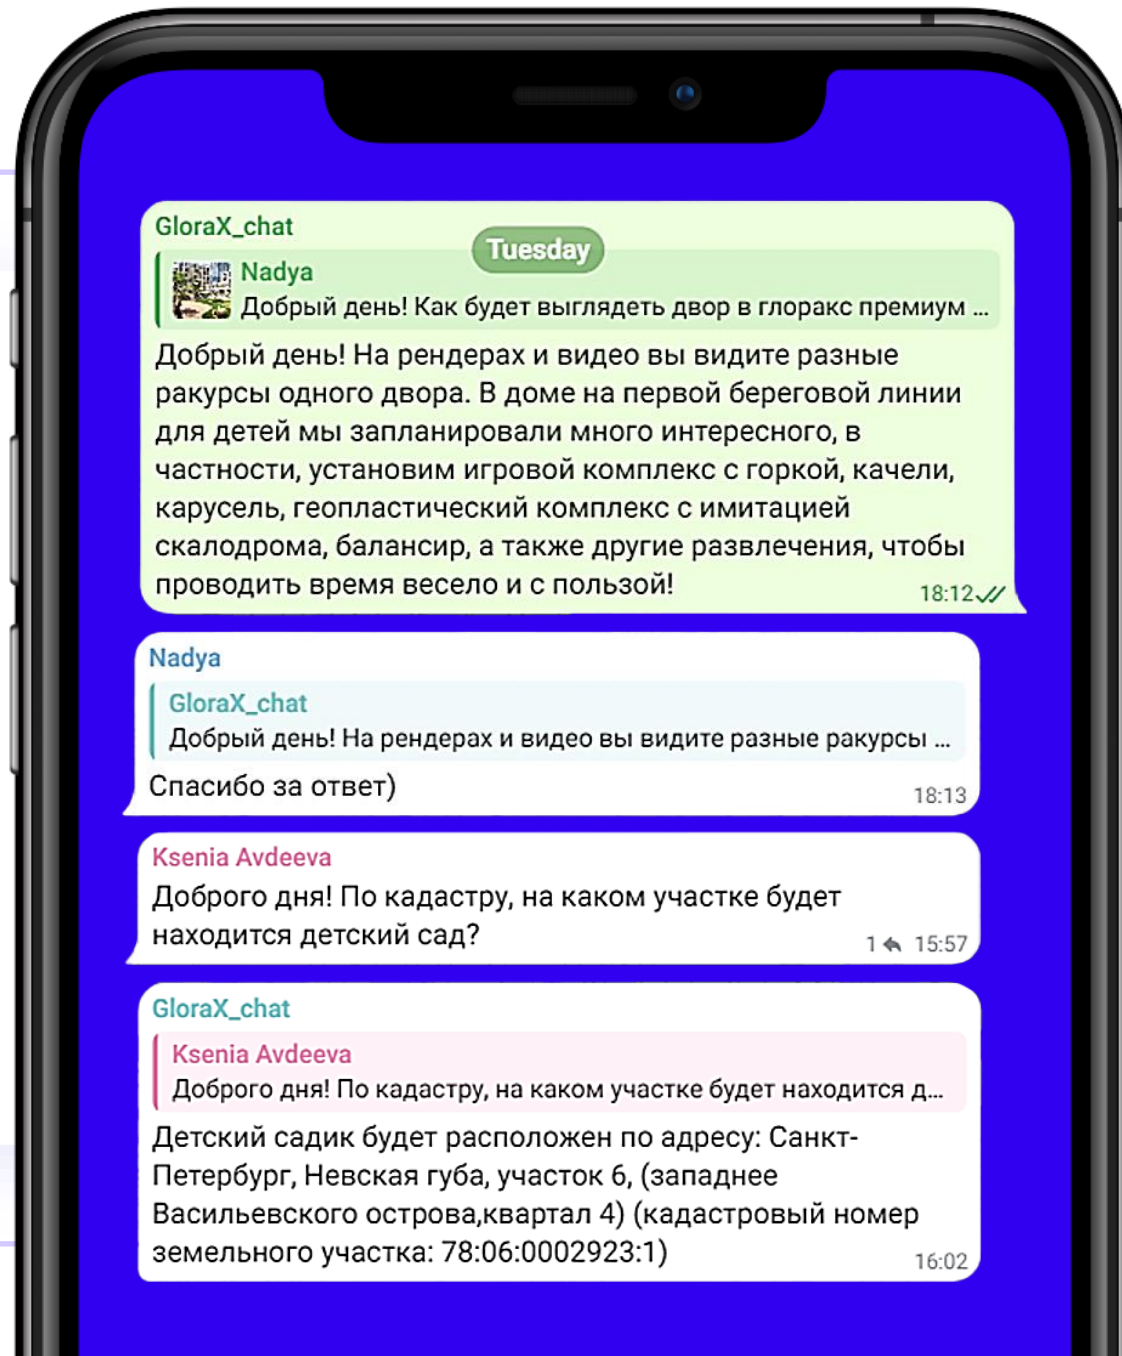 GloraX_chat
Tuesday
Nadya
Добрый день! Как будет выглядеть двор в глоракс премиум ...
Добрый день! На рендерах и видео вы видите разные
ракурсы одного двора. В доме на первой береговой линии
для детей мы запланировали много интересного, в
частности, установим игровой комплекс с горкой, качели,
карусель, геопластический комплекс с имитацией
скалодрома, балансир, а также другие развлечения, чтобы
проводить время весело и с пользой!
18:12
Nadya
GloraX_chat
Добрый день! На рендерах и видео вы видите разные ракурсы ...
Спасибо за ответ)
18:13
Ksenia Avdeeva
Доброго дня! По кадастру, на каком участке будет
находится детский сад?
1 15:57
GloraX_chat
Ksenia Avdeeva
Доброго дня! По кадастру, на каком участке будет находится д...
Детский садик будет расположен по адресу: Санкт-
Петербург, Невская губа, участок 6, (западнее
Васильевского острова,квартал 4) (кадастровый номер
земельного участка: 78:06:0002923:1)
16:02